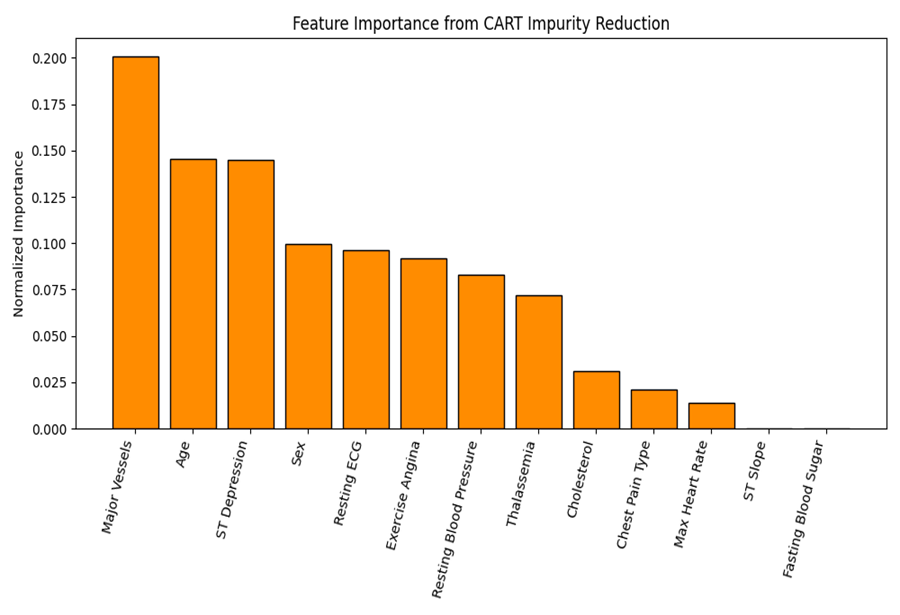 Feature Importance from CART Impurity Reduction
Normalized Importance
0.200
0.175
0.150
0.125
0.100
0.075
0.050
0.025
0.000
Major Vessels
Age
ST Depression
Sex
Resting ECG
Exercise Angina
Resting Blood Pressure
Thalassemia
Cholesterol
Chest Pain Type
Max Heart Rate
ST Slope
Fasting Blood Sugar